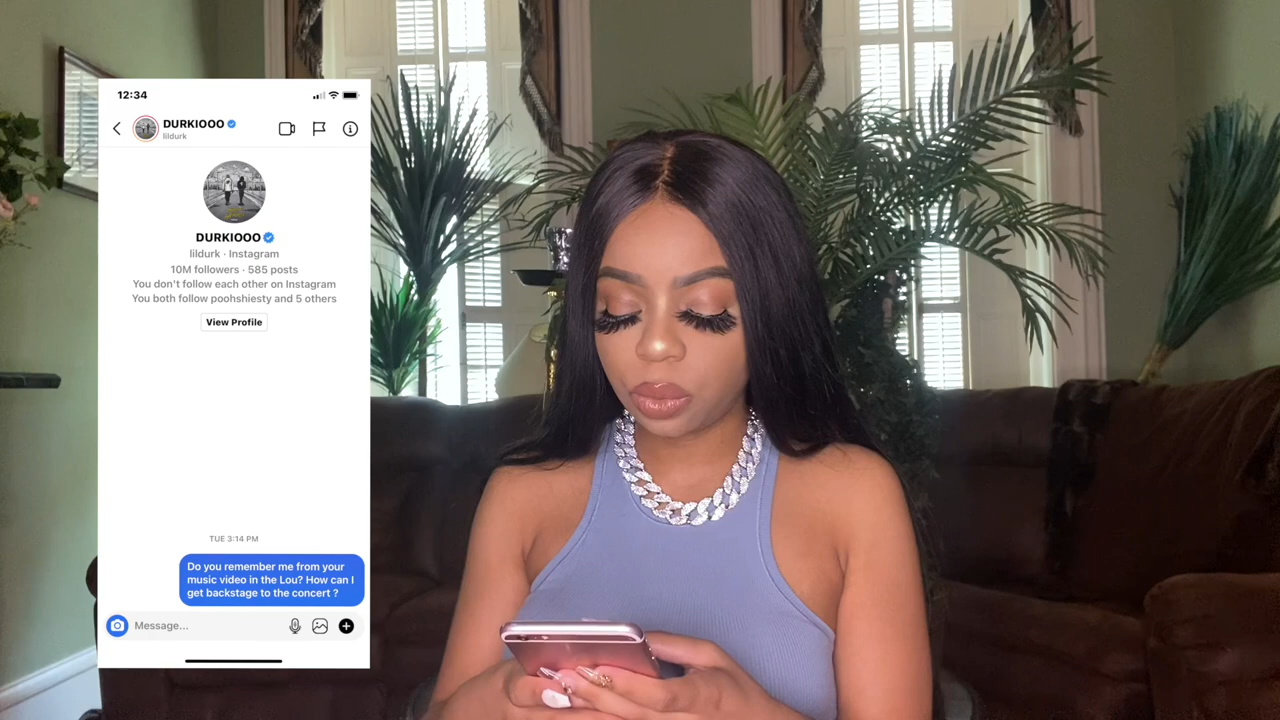 12:34
DURKIOOO
lildurk
DURKIOOO
lildurk · Instagram
10M followers · 585 posts
You don't follow each other on Instagram
You both follow poohshiesty and 5 others
View Profile
TUE 3:14 PM
Do you remember me from your
music video in the Lou? How can I
get backstage to the concert ?
Message...